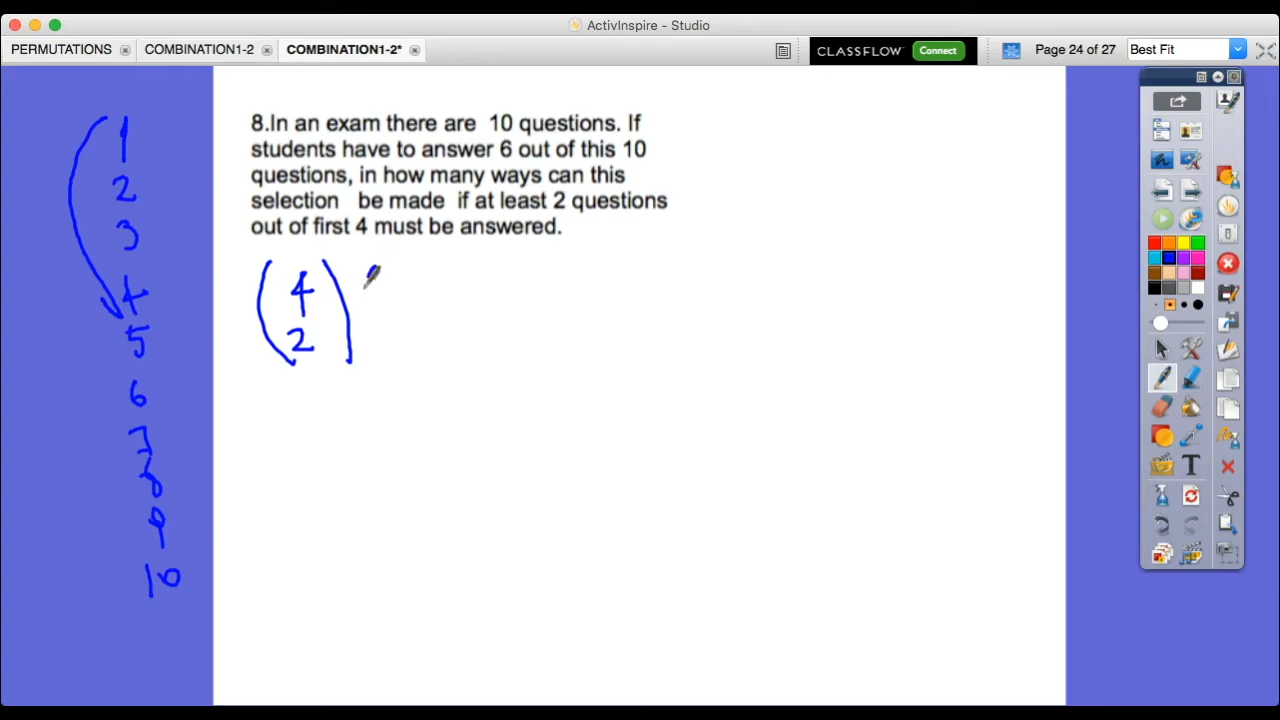 ActivInspire - Studio
PERMUTATIONS
COMBINATION1-2
COMBINATION1-2*
CLASSFLOW
Connect
Page 24 of 27
Best Fit
8.In an exam there are 10 questions. If
students have to answer 6 out of this 10
questions, in how many ways can this
selection be made if at least 2 questions
out of first 4 must be answered.
1
2
3
4
5
6
7
8
9
10
(4
2)
T